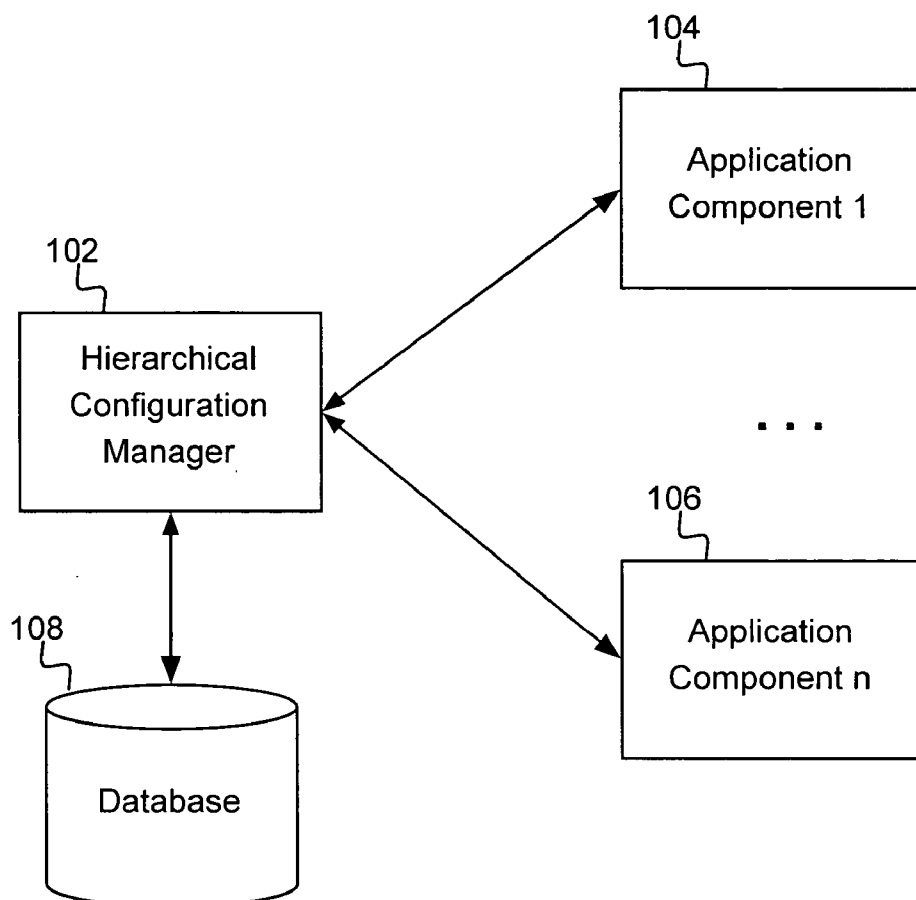 104
Application
Component 1
102
Hierarchical
Configuration
Manager
. . .
106
Application
Component n
108
Database